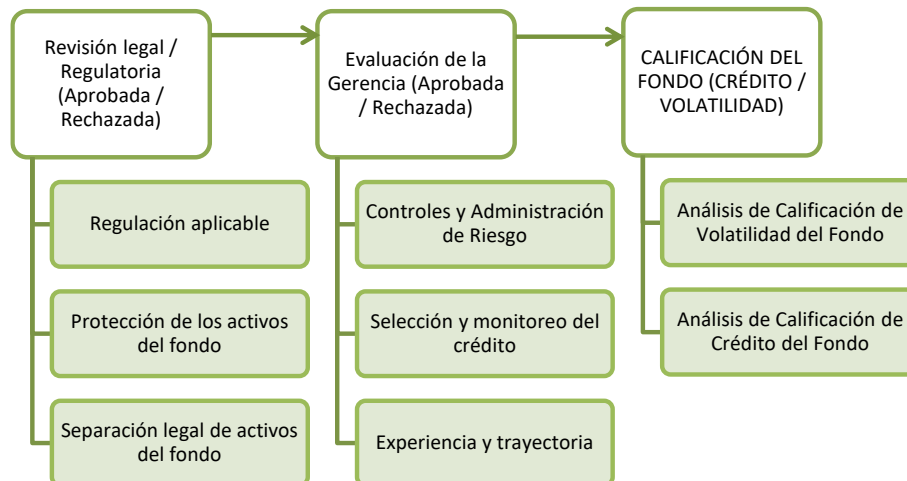 Revisión legal /
Regulatoria
(Aprobada /
Rechazada)
Regulación aplicable
Protección de los activos
del fondo
Separación legal de activos
del fondo
Evaluación de la
Gerencia (Aprobada
/ Rechazada)
Controles y Administración
de Riesgo
Selección y monitoreo del
crédito
Experiencia y trayectoria
CALIFICACIÓN DEL
FONDO (CRÉDITO /
VOLATILIDAD)
Análisis de Calificación de
Volatilidad del Fondo
Análisis de Calificación de
Crédito del Fondo